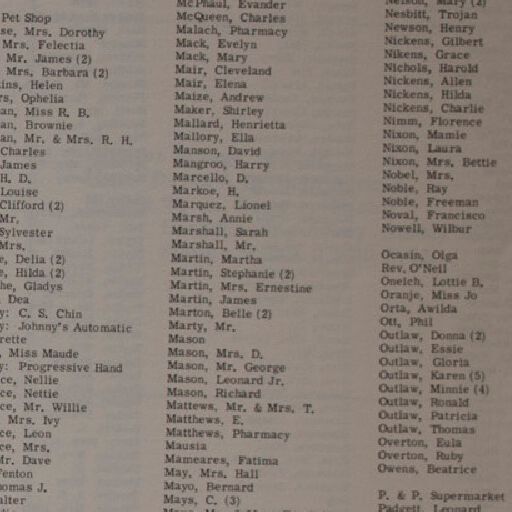 Pet Shop
se, Mrs. Dorothy
Mrs. Felectia
Mr. James (2)
Mrs. Barbara (2)
ins, Helen
rs, Ophelia
an, Miss R. B.
an, Brownie
an, Mr. & Mrs. R. H.
Charles
James
H. D.
Louise
Clifford (2)
Mr.
Sylvester
Mrs.
e, Delia (2)
e, Hilda (2)
he, Gladys
Dea
y: C. S. Chin
y: Johnny's Automatic
rette
, Miss Maude
y: Progressive Hand
ce, Nellie
ce, Nettie
ce, Mr. Willie
Mrs. Ivy
ce, Leon
ce, Mrs.
Mr. Dave
Fenton
homas J.
alter
McPhaul, Evander
McQueen, Charles
Malach, Pharmacy
Mack, Evelyn
Mack, Mary
Mair, Cleveland
Mair, Elena
Maize, Andrew
Maker, Shirley
Mallard, Henrietta
Mallory, Ella
Manson, David
Mangroo, Harry
Marcello, D.
Markoe, H.
Marquez, Lionel
Marsh, Annie
Marshall, Sarah
Marshall, Mr.
Martin, Martha
Martin, Stephanie (2)
Martin, Mrs. Ernestine
Martin, James
Marton, Belle (2)
Marty, Mr.
Mason
Mason, Mrs. D.
Mason, Mr. George
Mason, Leonard Jr.
Mason, Richard
Mattews, Mr. & Mrs. T.
Matthews, E.
Matthews, Pharmacy
Mausia
Mameares, Fatima
May, Mrs. Hall
Mayo, Bernard
Mays, C. (3)
Nelson, Mary (2)
Nesbitt, Trojan
Newson, Henry
Nickens, Gilbert
Nikens, Grace
Nichols, Harold
Nickens, Allen
Nickens, Hilda
Nickens, Charlie
Nimm, Florence
Nixon, Mamie
Nixon, Laura
Nixon, Mrs. Bettie
Nobel, Mrs.
Noble, Ray
Noble, Freeman
Noval, Francisco
Nowell, Wilbur
Ocasin, Olga
Rev. O'Neil
Oneich, Lottie B.
Oranje, Miss Jo
Orta, Awilda
Ott, Phil
Outlaw, Donna (2)
Outlaw, Essie
Outlaw, Gloria
Outlaw, Karen (5)
Outlaw, Minnie (4)
Outlaw, Ronald
Outlaw, Patricia
Outlaw, Thomas
Overton, Eula
Overton, Ruby
Owens, Beatrice
P. & P. Supermarket
Padgett, Leonard